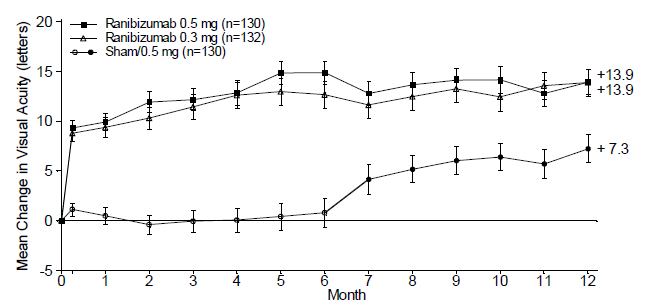 Ranibizumab 0.5 mg (n=130)
Ranibizumab 0.3 mg (n=132)
Sham/0.5 mg (n=130)
Mean Change in Visual Acuity (letters)
20
15
10
5
0
-5
+13.9
+13.9
+ 7.3
0 1 2 3 4 5 6 7 8 9 10 11 12
Month